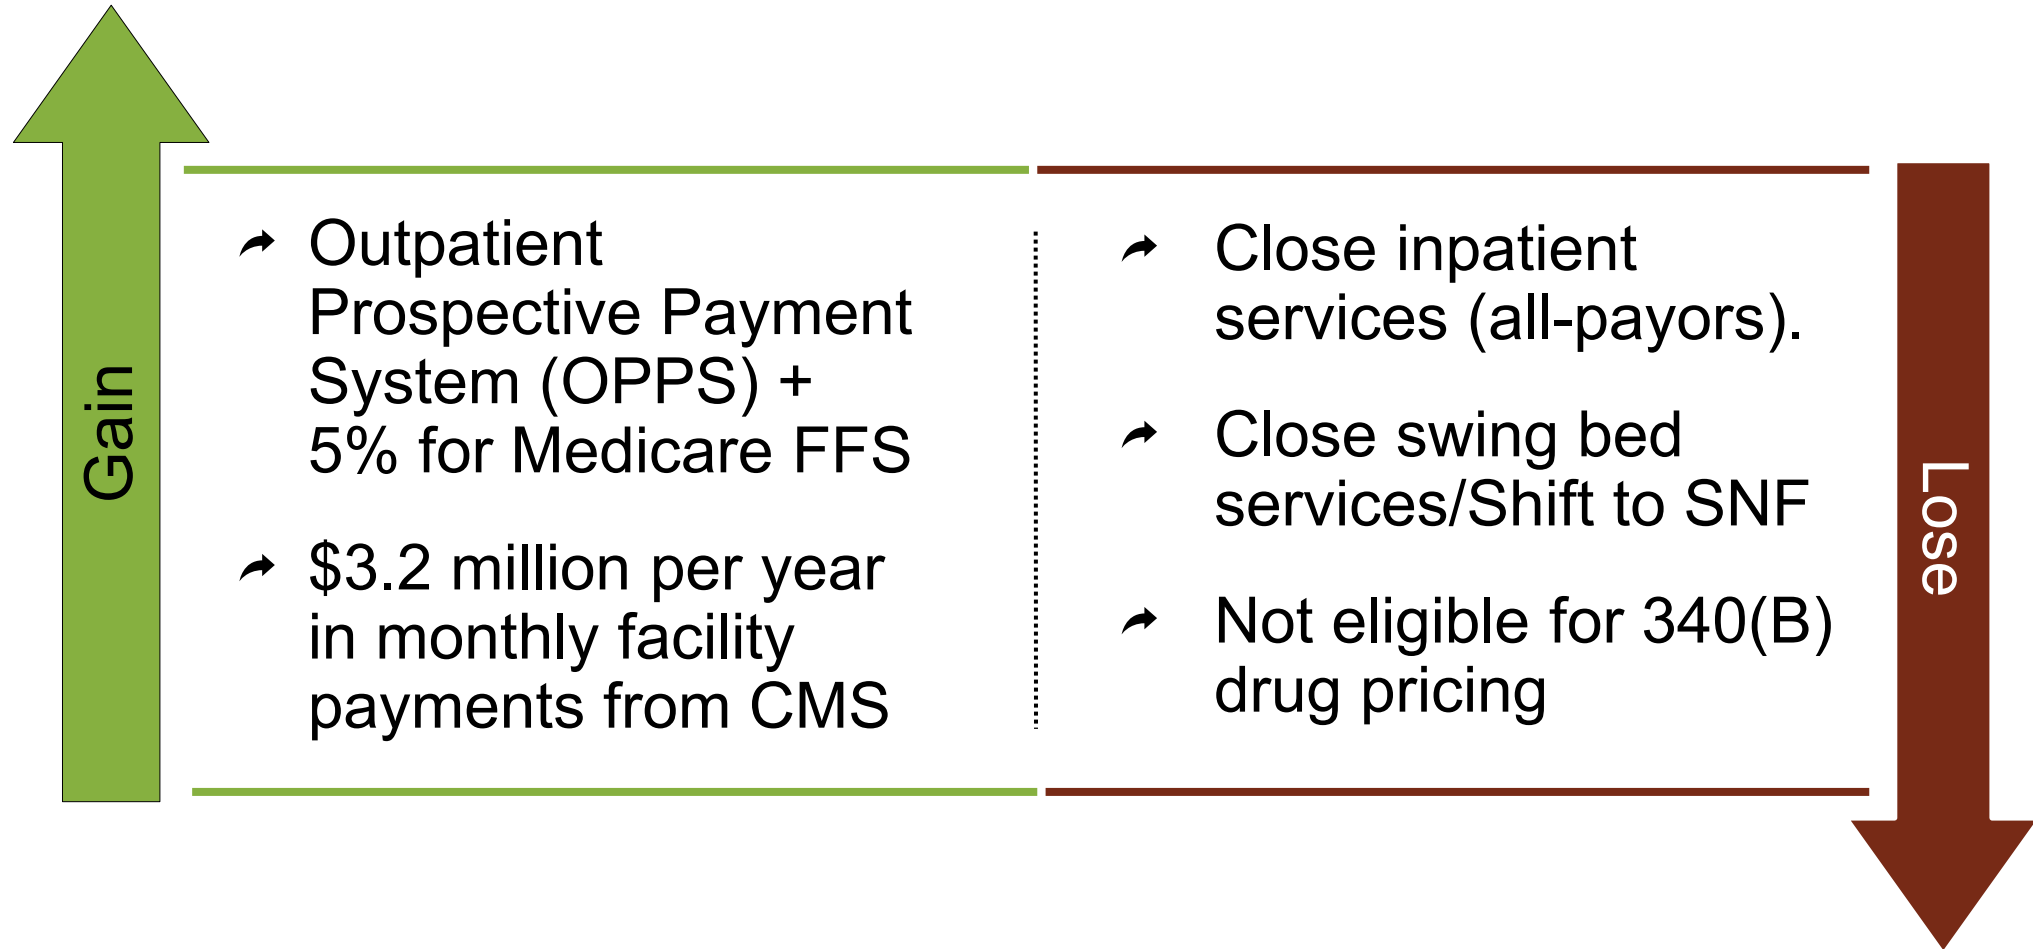 Gain
Outpatient
Prospective Payment
System (OPPS) +
5% for Medicare FFS
$3.2 million per year
in monthly facility
payments from CMS
Close inpatient
services (all-payors).
Close swing bed
services/Shift to SNF
Not eligible for 340(B)
drug pricing
Lose